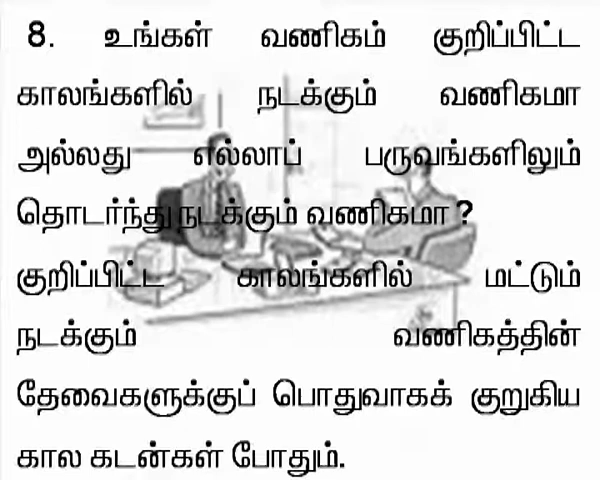 8. உங்கள் வணிகம் குறிப்பிட்ட
காலங்களில் நடக்கும் வணிகமா
அல்லது எல்லாப் பருவங்களிலும்
தொடர்ந்து நடக்கும் வணிகமா ?
குறிப்பிட்ட காலங்களில் மட்டும்
நடக்கும் வணிகத்தின்
தேவைகளுக்குப் பொதுவாகக் குறுகிய
கால கடன்கள் போதும்.